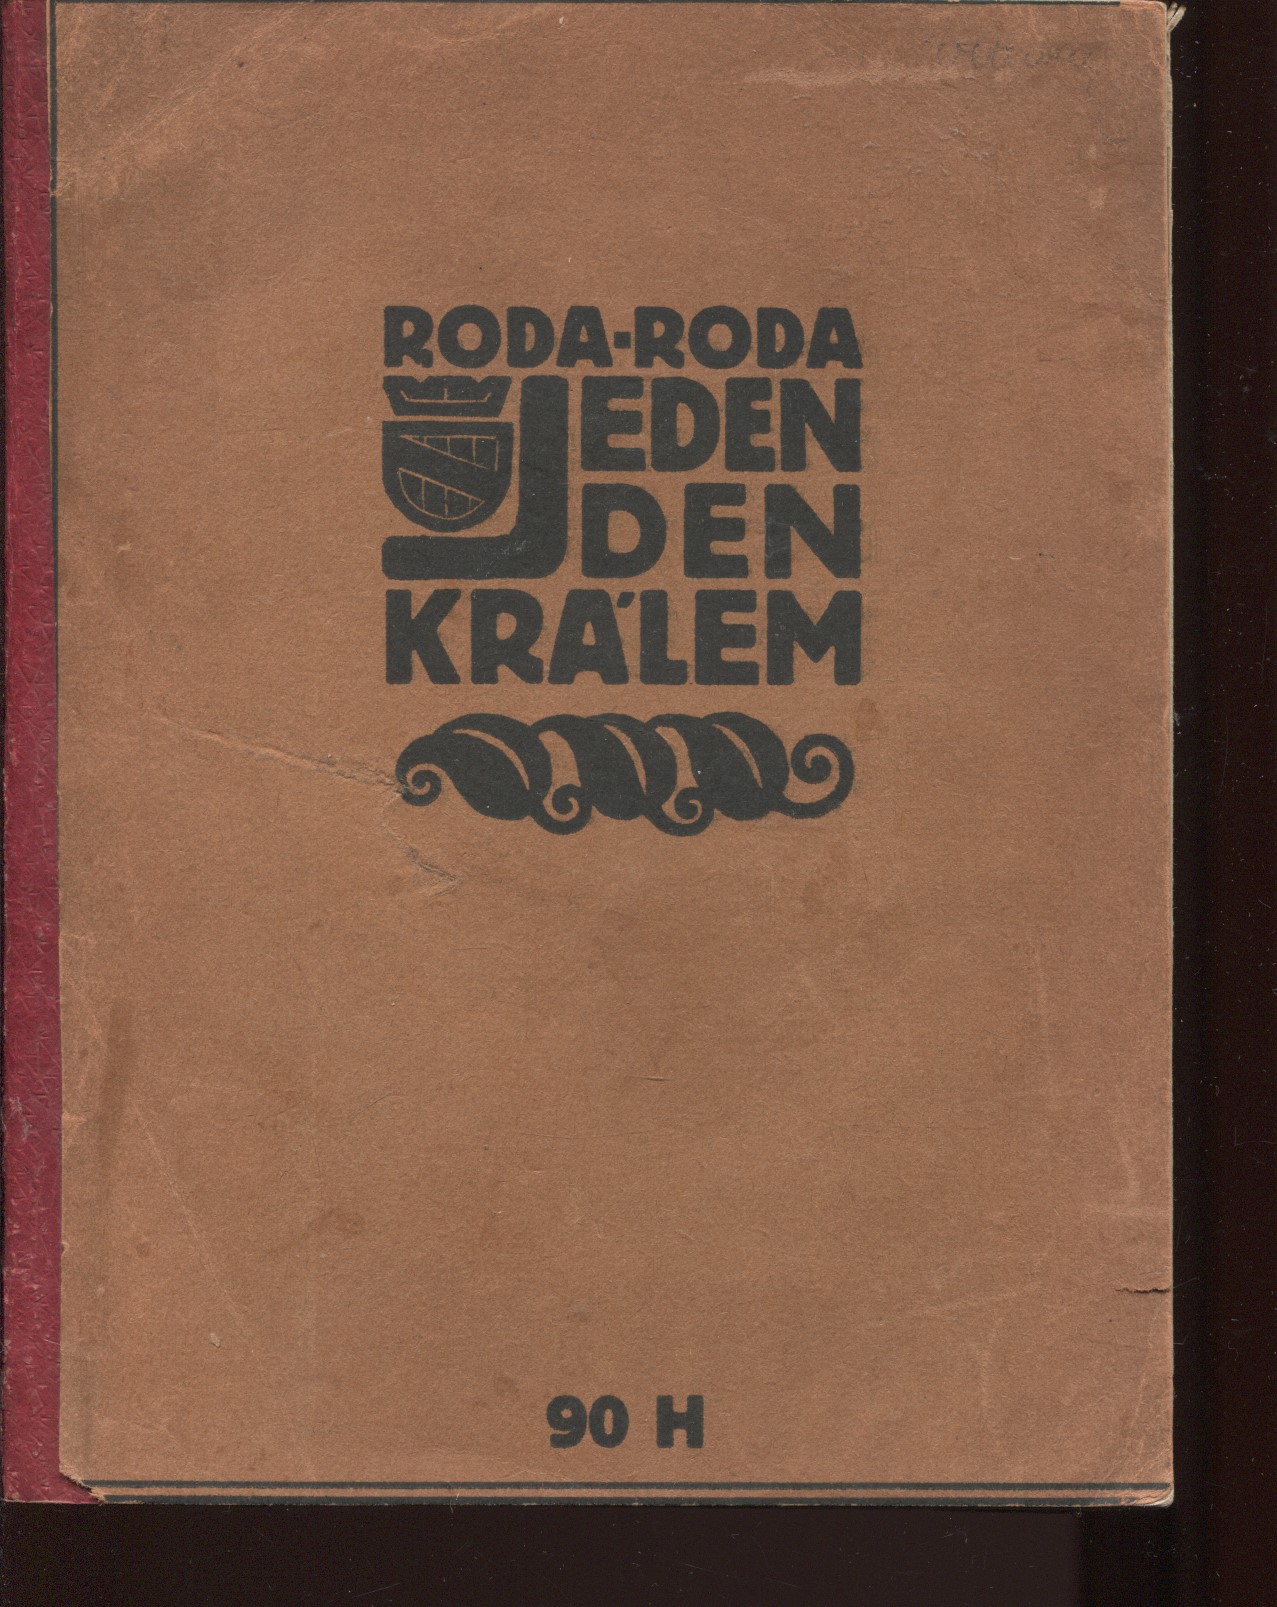 RODA-RODA
JEDEN
DEN
KRÁLEM
90 H